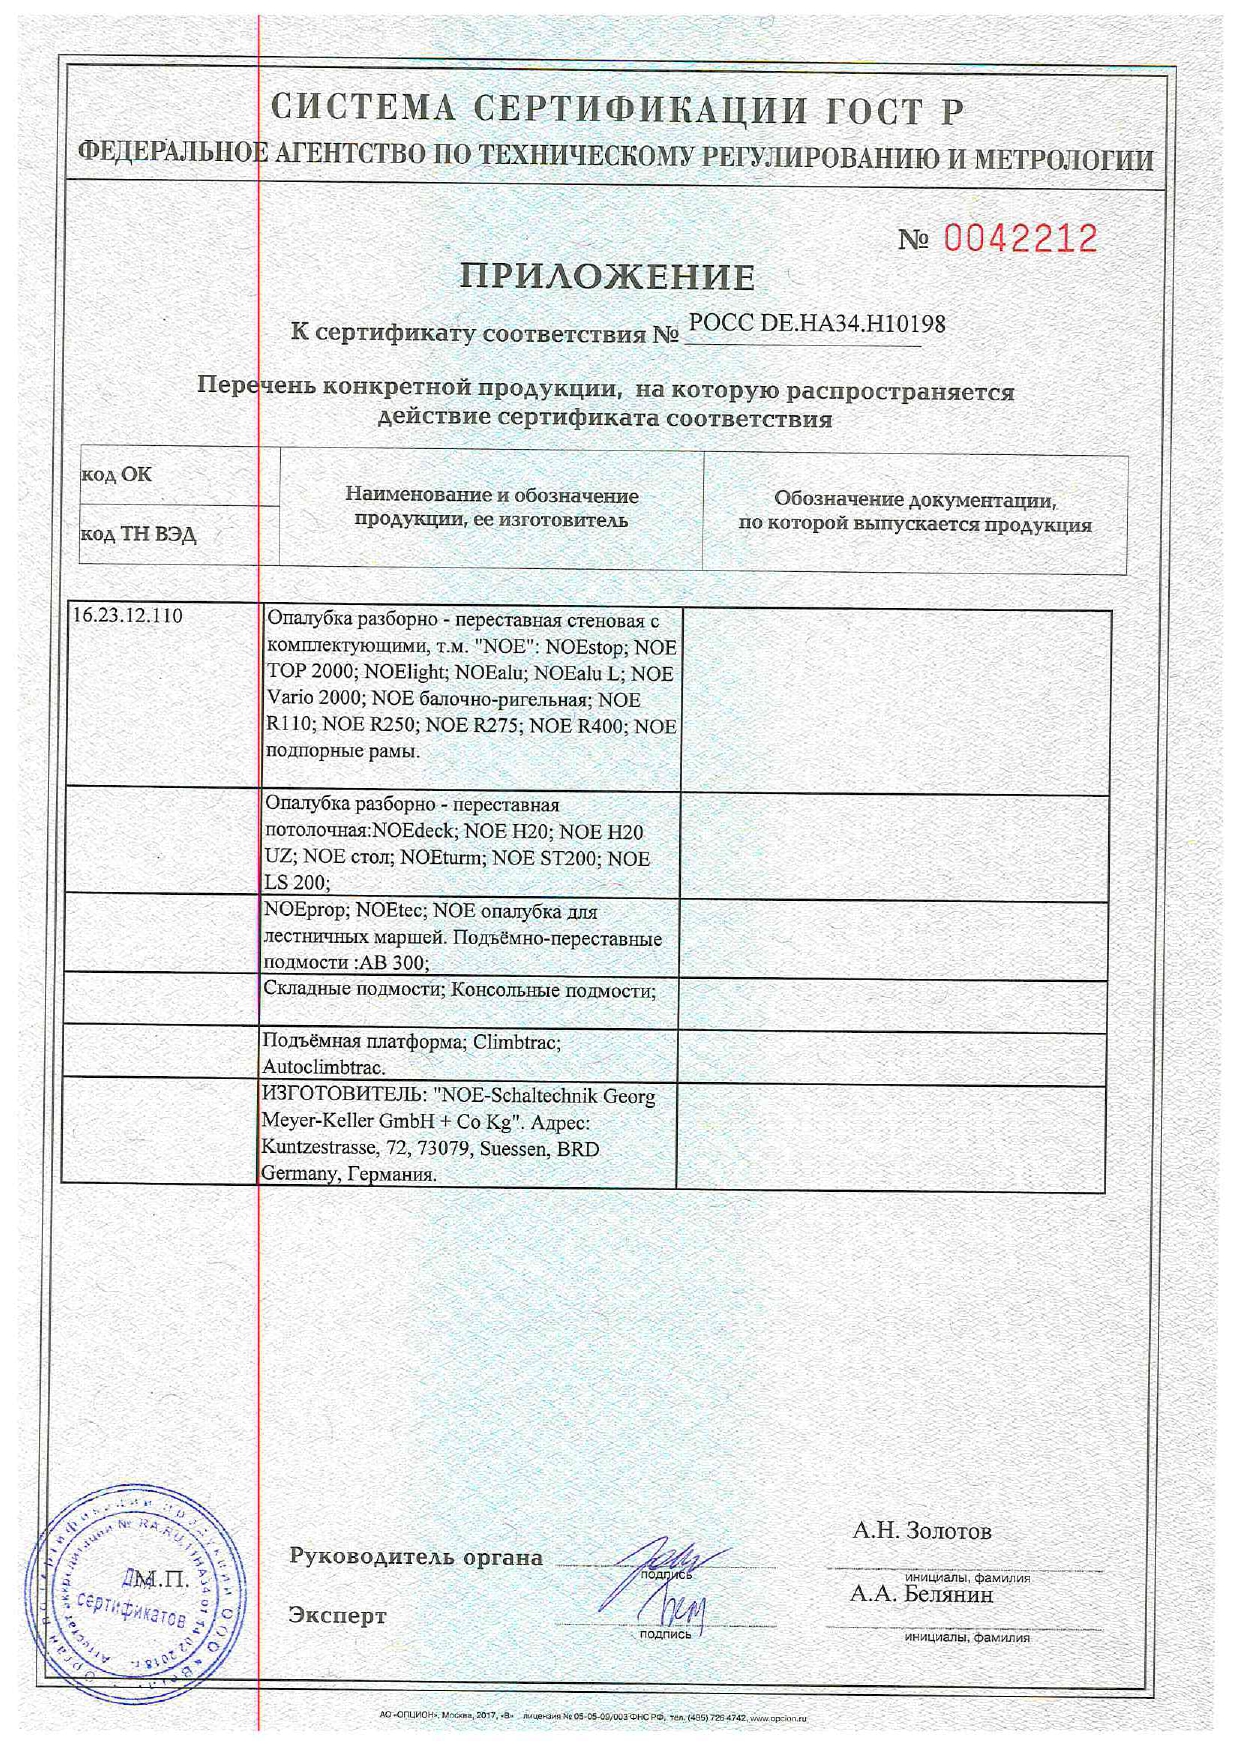 СИСТЕМА СЕРТИФИКАЦИИ ГОСТ Р
ФЕДЕРАЛЬНОЕ АГЕНТСТВО ПО ТЕХНИЧЕСКОМУ РЕГУЛИРОВАНИЮ И МЕТРОЛОГИИ
№ 0042212
ПРИЛОЖЕНИЕ
К сертификату соответствия № РОСС DE.НА34.Н10198
Перечень конкретной продукции, на которую распространяется
действие сертификата соответствия
код ОК
код ТН ВЭД
Наименование и обозначение
продукции, ее изготовитель
Обозначение документации,
по которой выпускается продукция
16.23.12.110
Опалубка разборно - переставная стеновая с
комплектующими, т.м. "NOE": NOEstop; NOE
TOP 2000; NOElight; NOEalu; NOEalu L; NOE
Vario 2000; NOE балочно-ригельная; NOE
R110; NOE R250; NOE R275; NOE R400; NOE
подпорные рамы.
Опалубка разборно - переставная
потолочная:NOEdeck; NOE H20; NOE H20
UZ; NOE стол; NOEturm; NOE ST200; NOE
LS 200;
NOEprop; NOEtec; NOE опалубка для
лестничных маршей. Подъёмно-переставные
подмости :АВ 300;
Складные подмости; Консольные подмости;
Подъёмная платформа; Climbtrac;
Autoclimbtrac.
ИЗГОТОВИТЕЛЬ: "NOE-Schaltechnik Georg
Meyer-Keller GmbH + Co Kg". Адрес:
Kuntzestrasse, 72, 73079, Suessen, BRD
Germany, Германия.
М.П.
Для
сертификатов
Аттестат аккредитации № RA.RU.11НА34 от 14.02.2018 г.
Орган по сертификации продукции ООО
Руководитель органа
подпись
А.Н. Золотов
инициалы, фамилия
Эксперт
подпись
А.А. Белянин
инициалы, фамилия
АО «ОПЦИОН», Москва, 2017, «В» лицензия № 05-05-09/003 ФНС РФ, тел. (495) 726 4742, www.opcion.ru